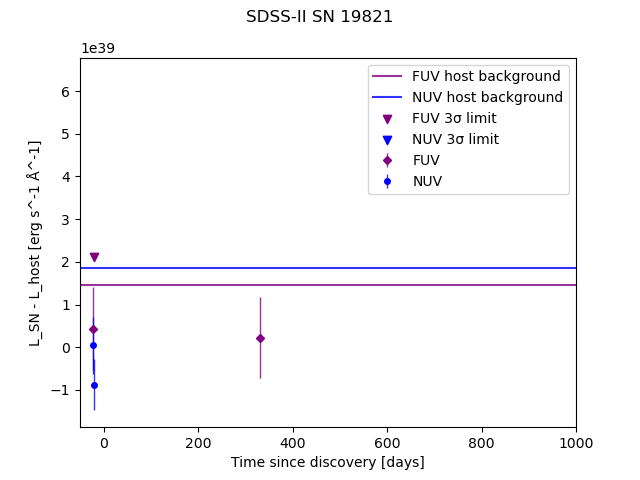 SDSS-II SN 19821
1e39
FUV host background
NUV host background
FUV 3σ limit
NUV 3σ limit
FUV
NUV
L_SN - L_host [erg s^-1 Å^-1]
6
5
4
3
2
1
0
−1
0 200 400 600 800 1000
Time since discovery [days]